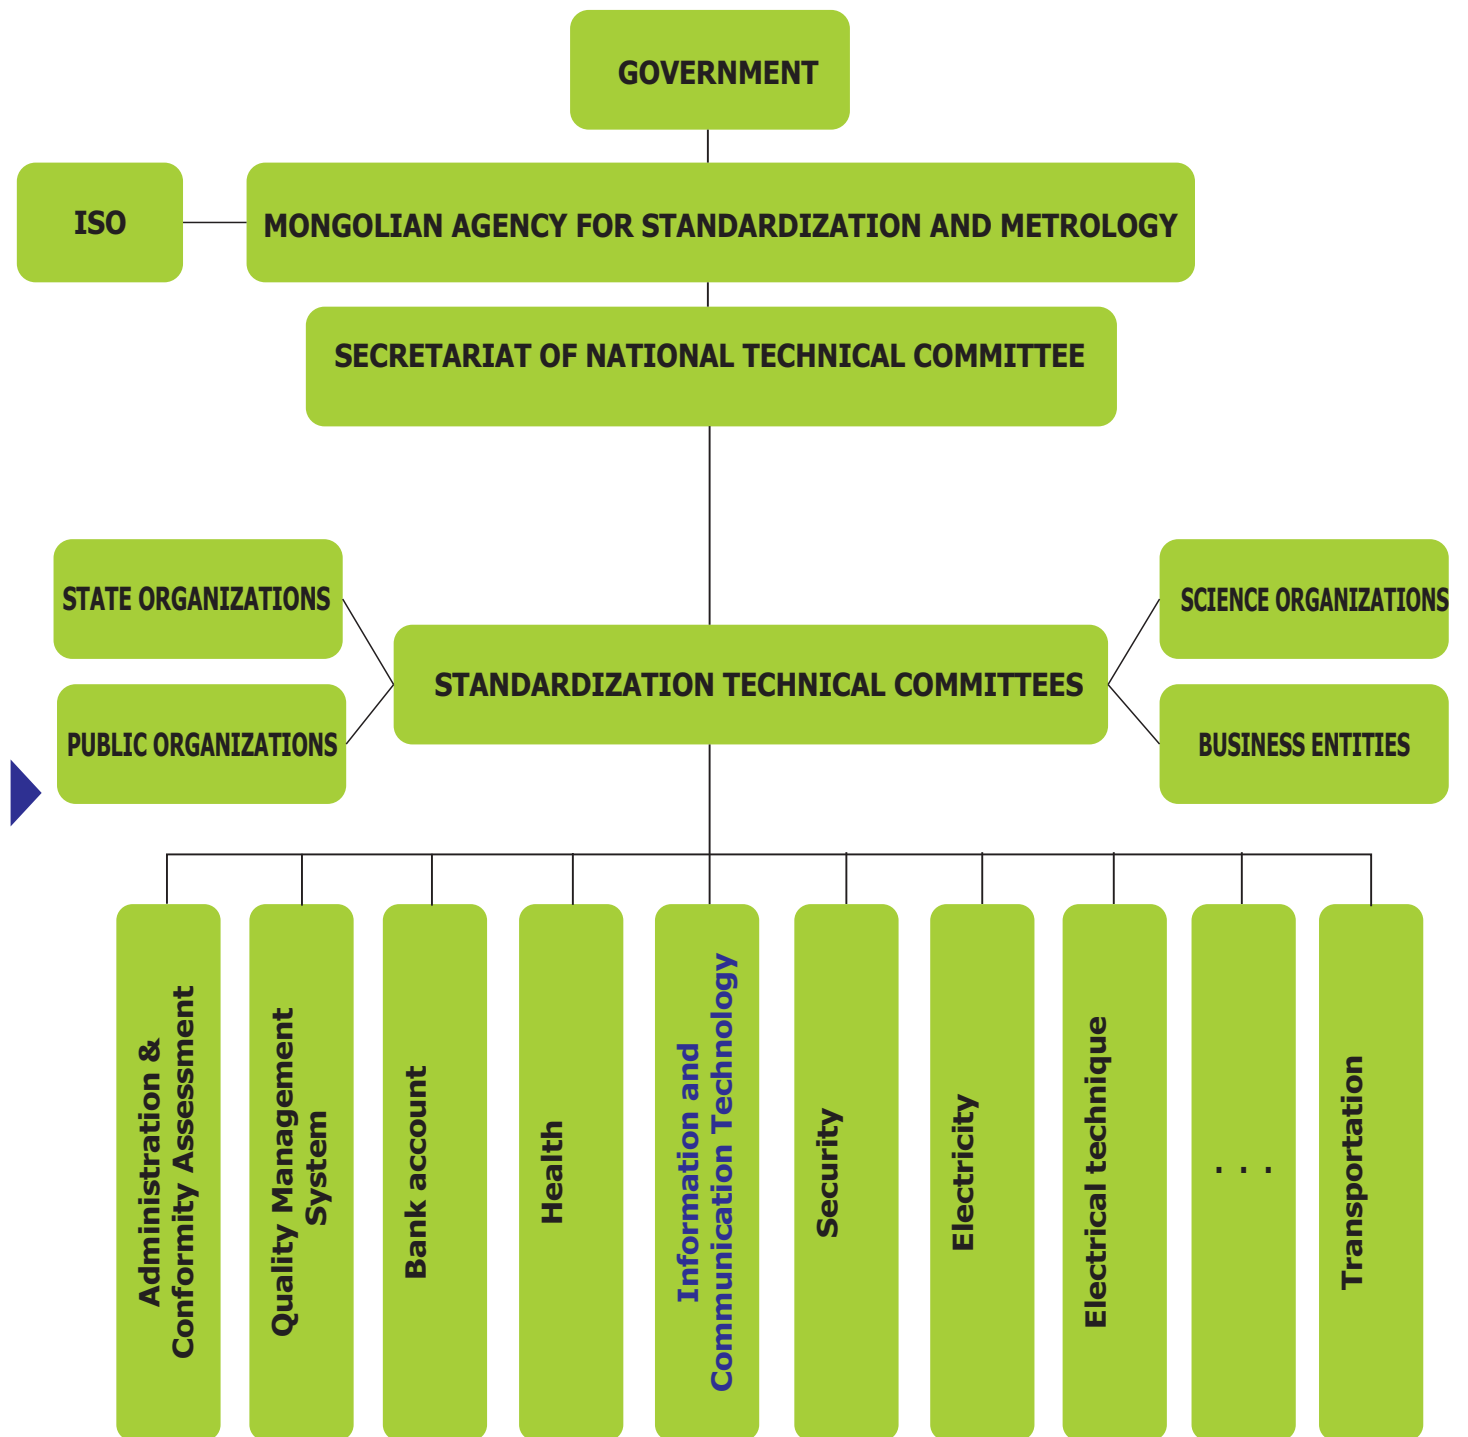 GOVERNMENT
ISO
MONGOLIAN AGENCY FOR STANDARDIZATION AND METROLOGY
SECRETARIAT OF NATIONAL TECHNICAL COMMITTEE
STATE ORGANIZATIONS
SCIENCE ORGANIZATIONS
STANDARDIZATION TECHNICAL COMMITTEES
PUBLIC ORGANIZATIONS
BUSINESS ENTITIES
Administration &
Conformity Assessment
Quality Management
System
Bank account
Health
Information and
Communication Technology
Security
Electricity
Electrical technique
. . .
Transportation